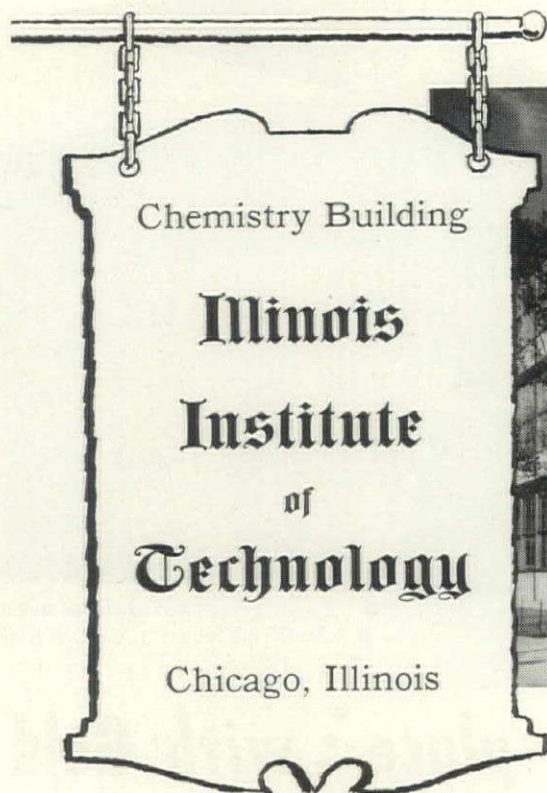 Chemistry Building
Illinois
Institute
of
Technology
Chicago, Illinois